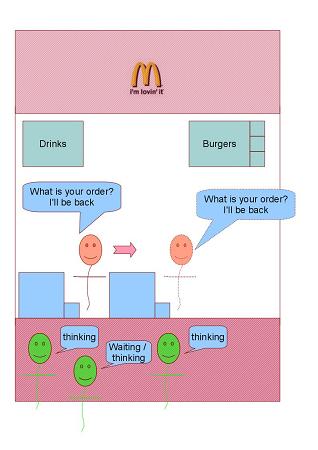 i'm lovin' it
Drinks
Burgers
What is your order?
I'll be back
What is your order?
I'll be back
thinking
Waiting /
thinking
thinking